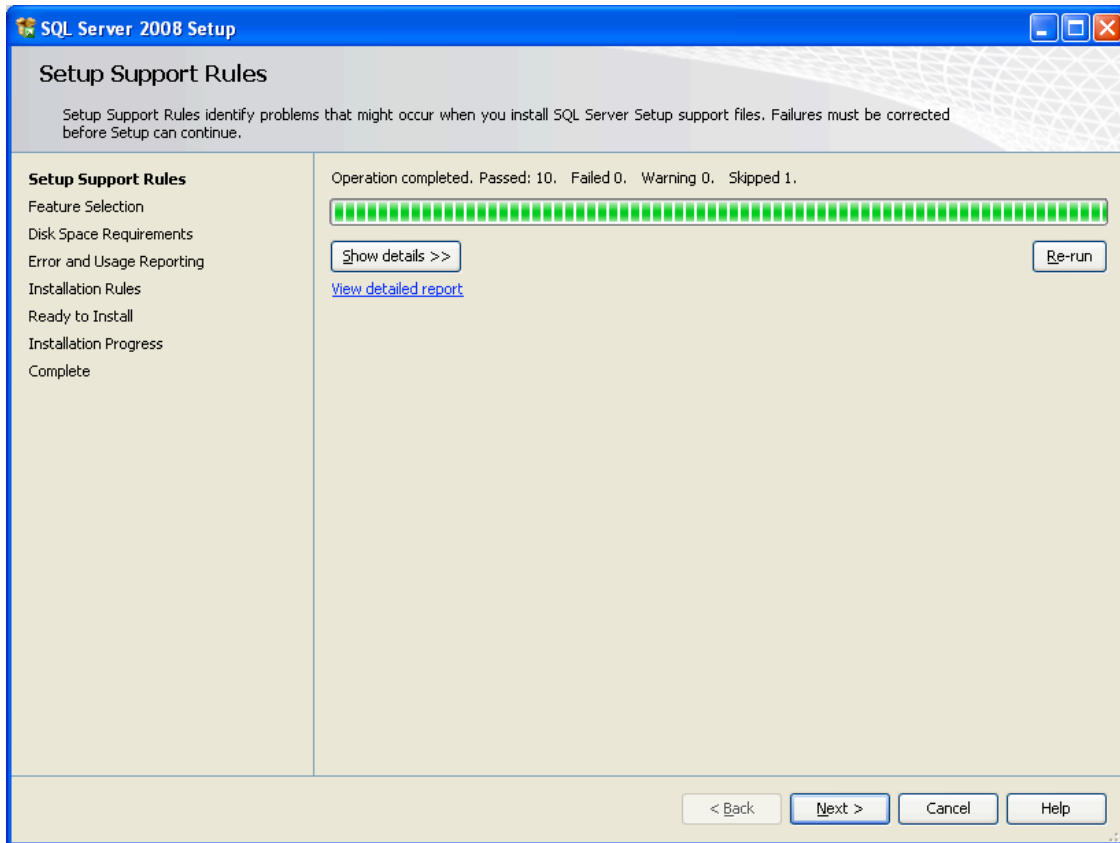 SQL Server 2008 Setup
Setup Support Rules
Setup Support Rules identify problems that might occur when you install SQL Server Setup support files. Failures must be corrected
before Setup can continue.
Setup Support Rules
Feature Selection
Disk Space Requirements
Error and Usage Reporting
Installation Rules
Ready to Install
Installation Progress
Complete
Operation completed. Passed: 10.   Failed 0.   Warning 0.   Skipped 1.
Show details >>
Re-run
View detailed report
< Back
Next >
Cancel
Help